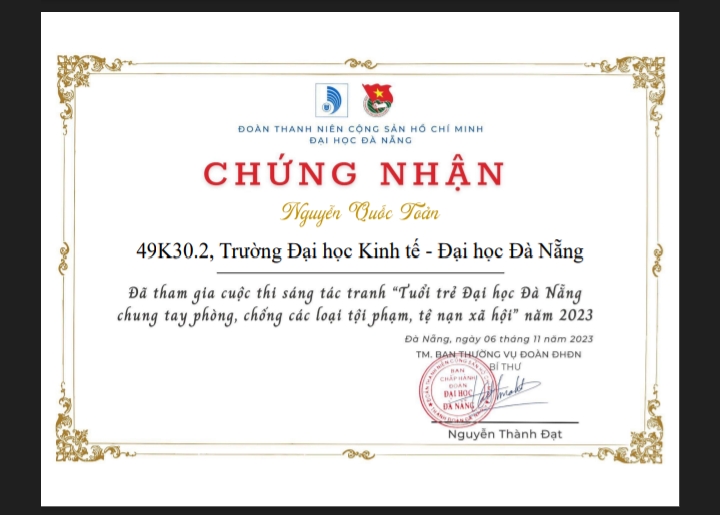 ĐOÀN THANH NIÊN CỘNG SẢN HỒ CHÍ MINH
ĐẠI HỌC ĐÀ NẴNG
CHỨNG NHẬN
Nguyễn Quốc Toàn
49K30.2, Trường Đại học Kinh tế - Đại học Đà Nẵng
Đã tham gia cuộc thi sáng tác tranh “Tuổi trẻ Đại học Đà Nẵng
chung tay phòng, chống các loại tội phạm, tệ nạn xã hội” năm 2023
Đà Nẵng, ngày 06 tháng 11 năm 2023
TM. BAN THƯỜNG VỤ ĐOÀN ĐHĐN
BÍ THƯ
BAN
CHẤP HÀNH
ĐOÀN
ĐẠI HỌC
ĐÀ NẴNG
Nguyễn Thành Đạt